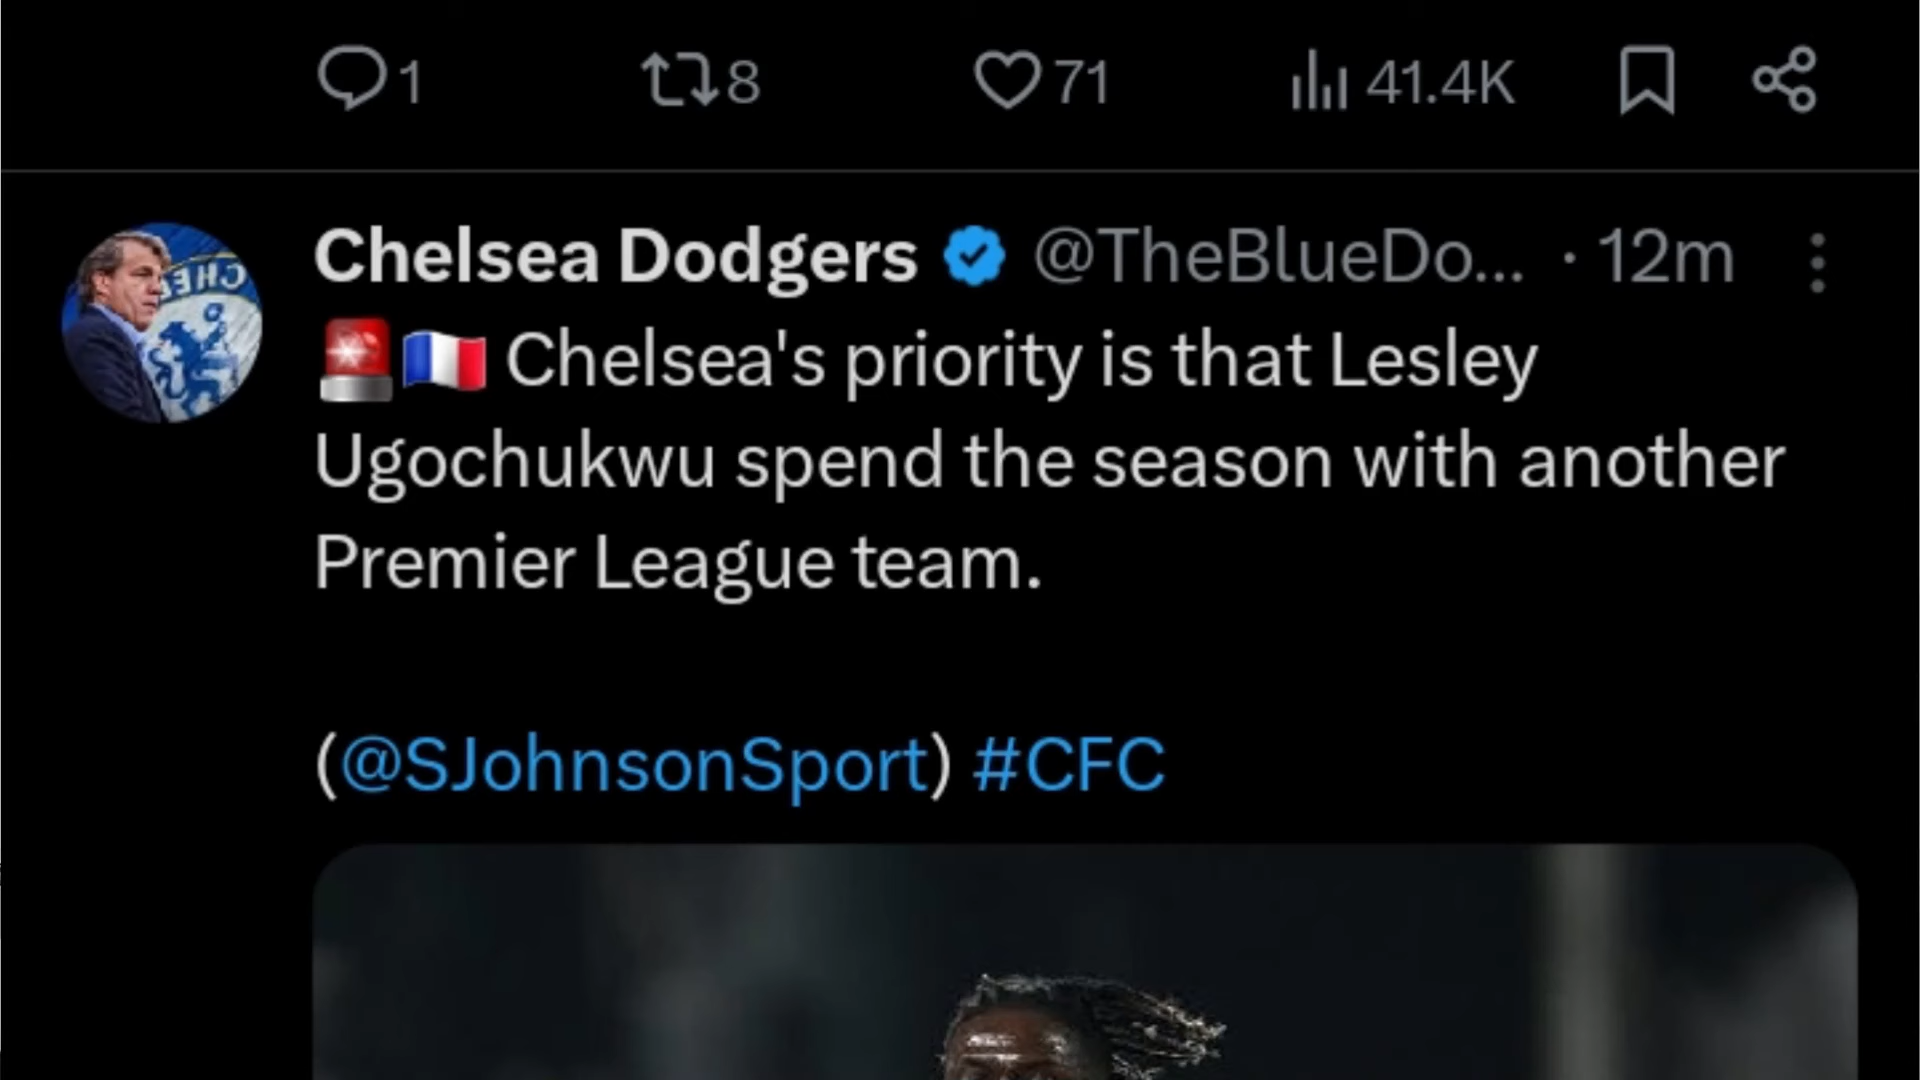 1 8 71 41.4K
Chelsea Dodgers @TheBlueDo... · 12m
🚨🇫🇷 Chelsea's priority is that Lesley
Ugochukwu spend the season with another
Premier League team.
(@SJohnsonSport) #CFC